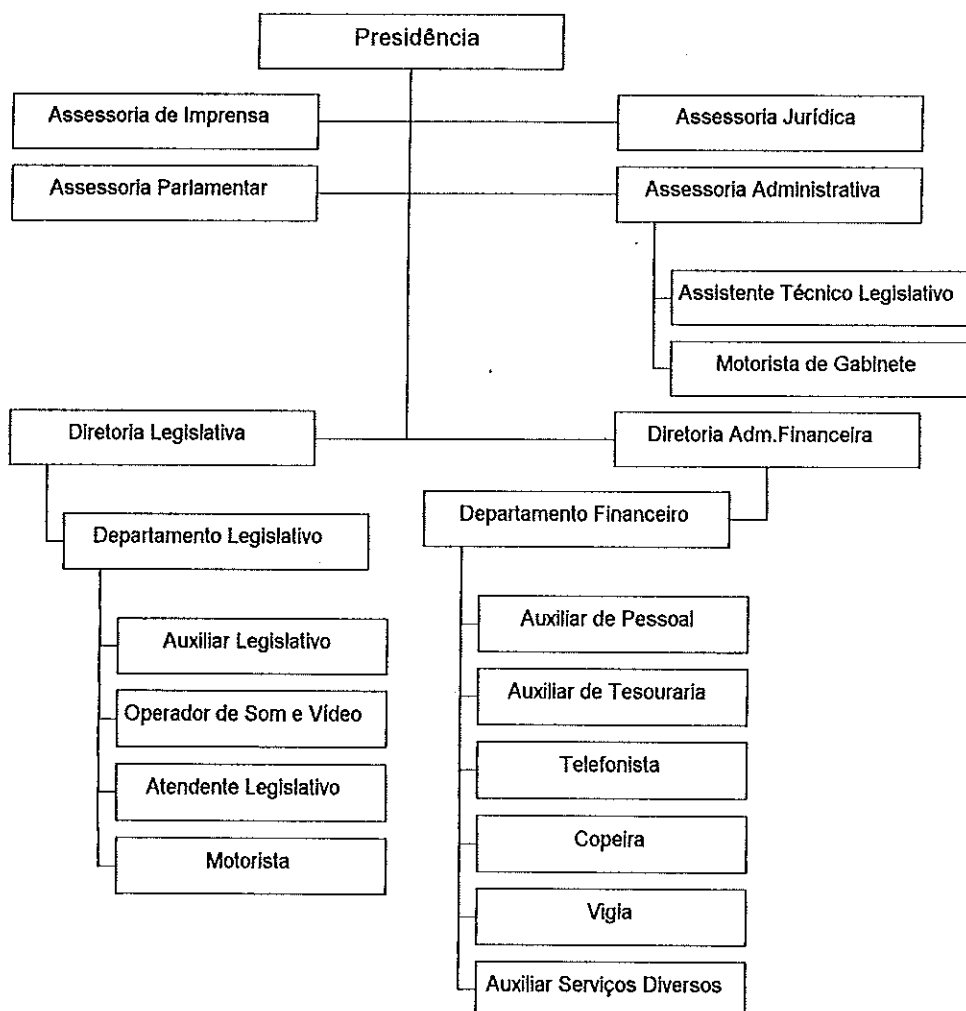 Presidência
Assessoria de Imprensa
Assessoria Jurídica
Assessoria Parlamentar
Assessoria Administrativa
Assistente Técnico Legislativo
Motorista de Gabinete
Diretoria Legislativa
Diretoria Adm.Financeira
Departamento Legislativo
Departamento Financeiro
Auxiliar Legislativo
Operador de Som e Vídeo
Atendente Legislativo
Motorista
Auxiliar de Pessoal
Auxiliar de Tesouraria
Telefonista
Copeira
Vigia
Auxiliar Serviços Diversos